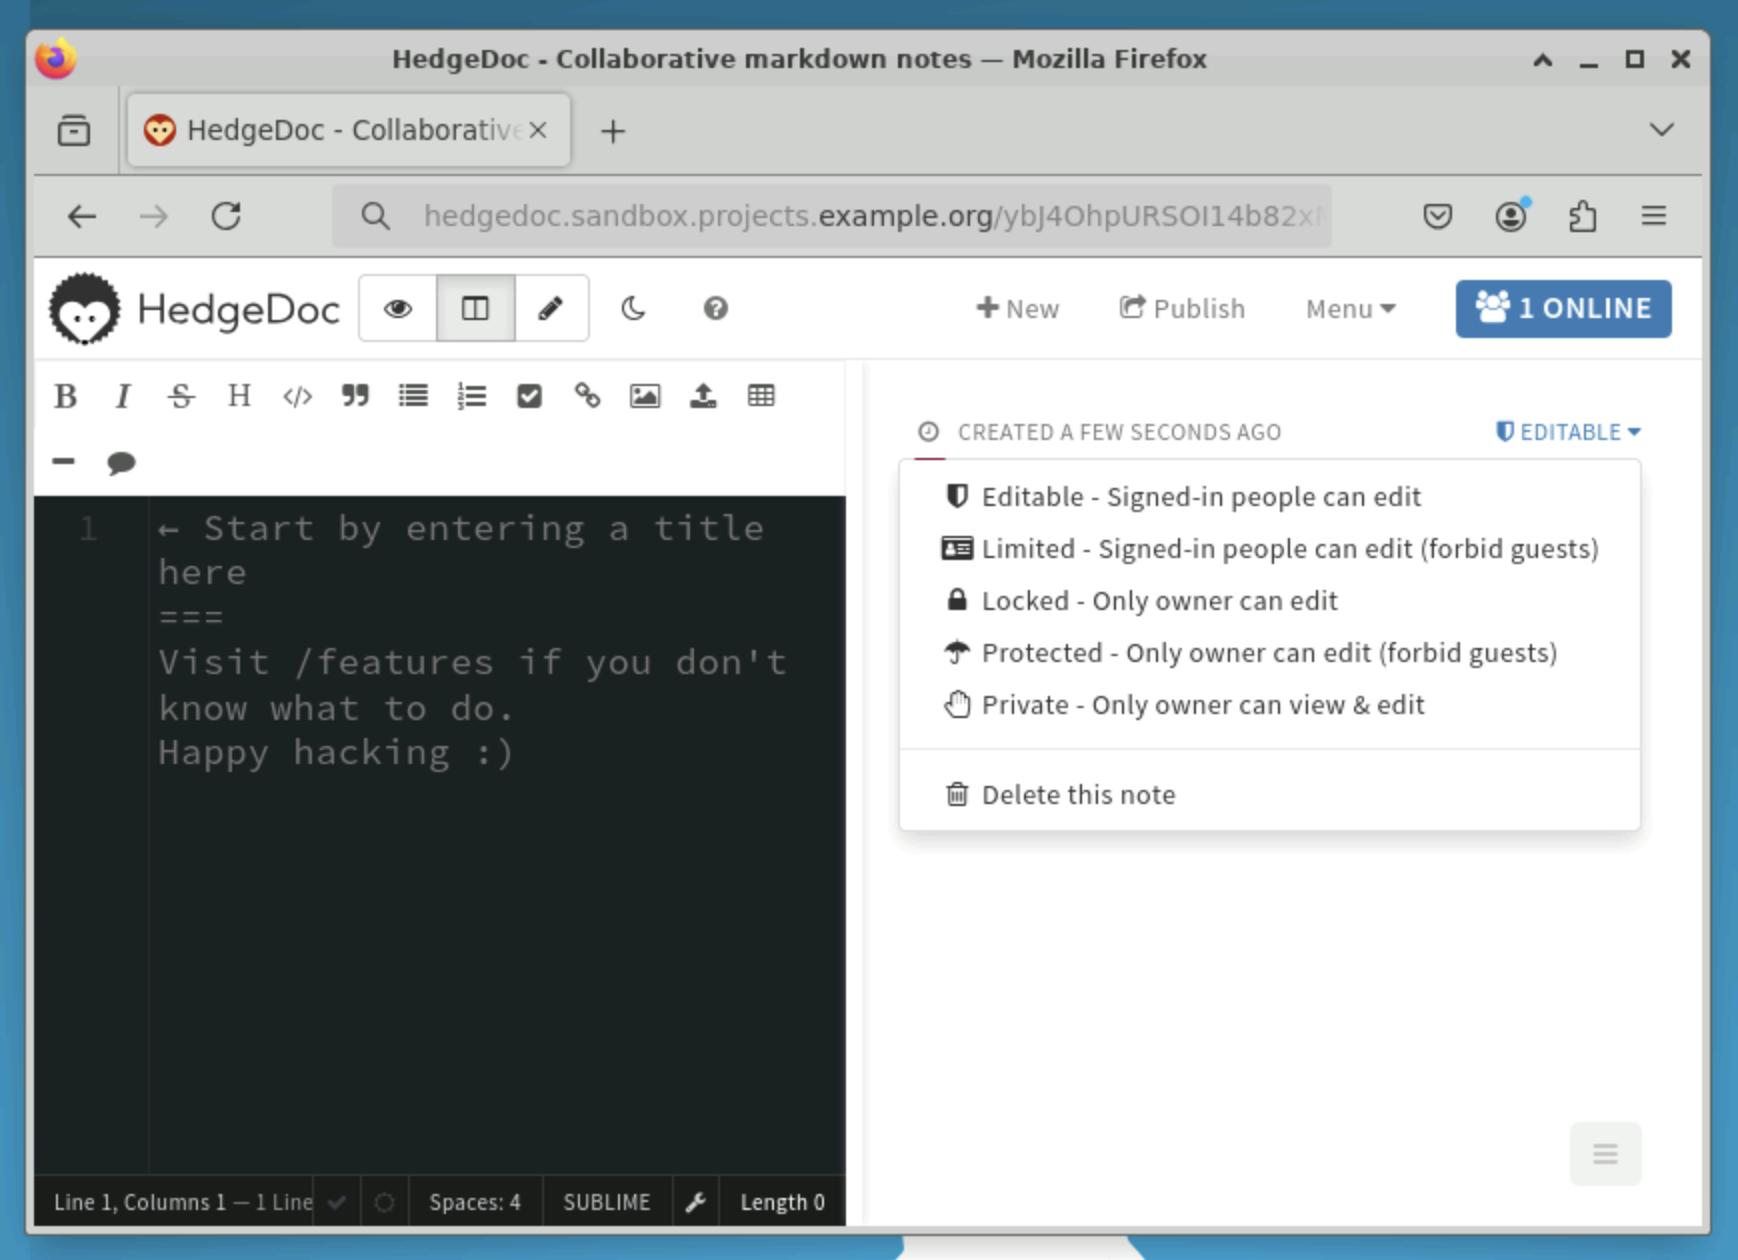 HedgeDoc - Collaborative markdown notes — Mozilla Firefox
HedgeDoc - Collaborative
hedgedoc.sandbox.projects.example.org/ybJ4OhpURSOI14b82x
HedgeDoc
New
Publish
Menu
1 ONLINE
B I S H </>
CREATED A FEW SECONDS AGO
EDITABLE
Editable - Signed-in people can edit
Limited - Signed-in people can edit (forbid guests)
Locked - Only owner can edit
Protected - Only owner can edit (forbid guests)
Private - Only owner can view & edit
Delete this note
1
← Start by entering a title
here
===
Visit /features if you don't
know what to do.
Happy hacking :)
Line 1, Columns 1 — 1 Line
Spaces: 4
SUBLIME
Length 0